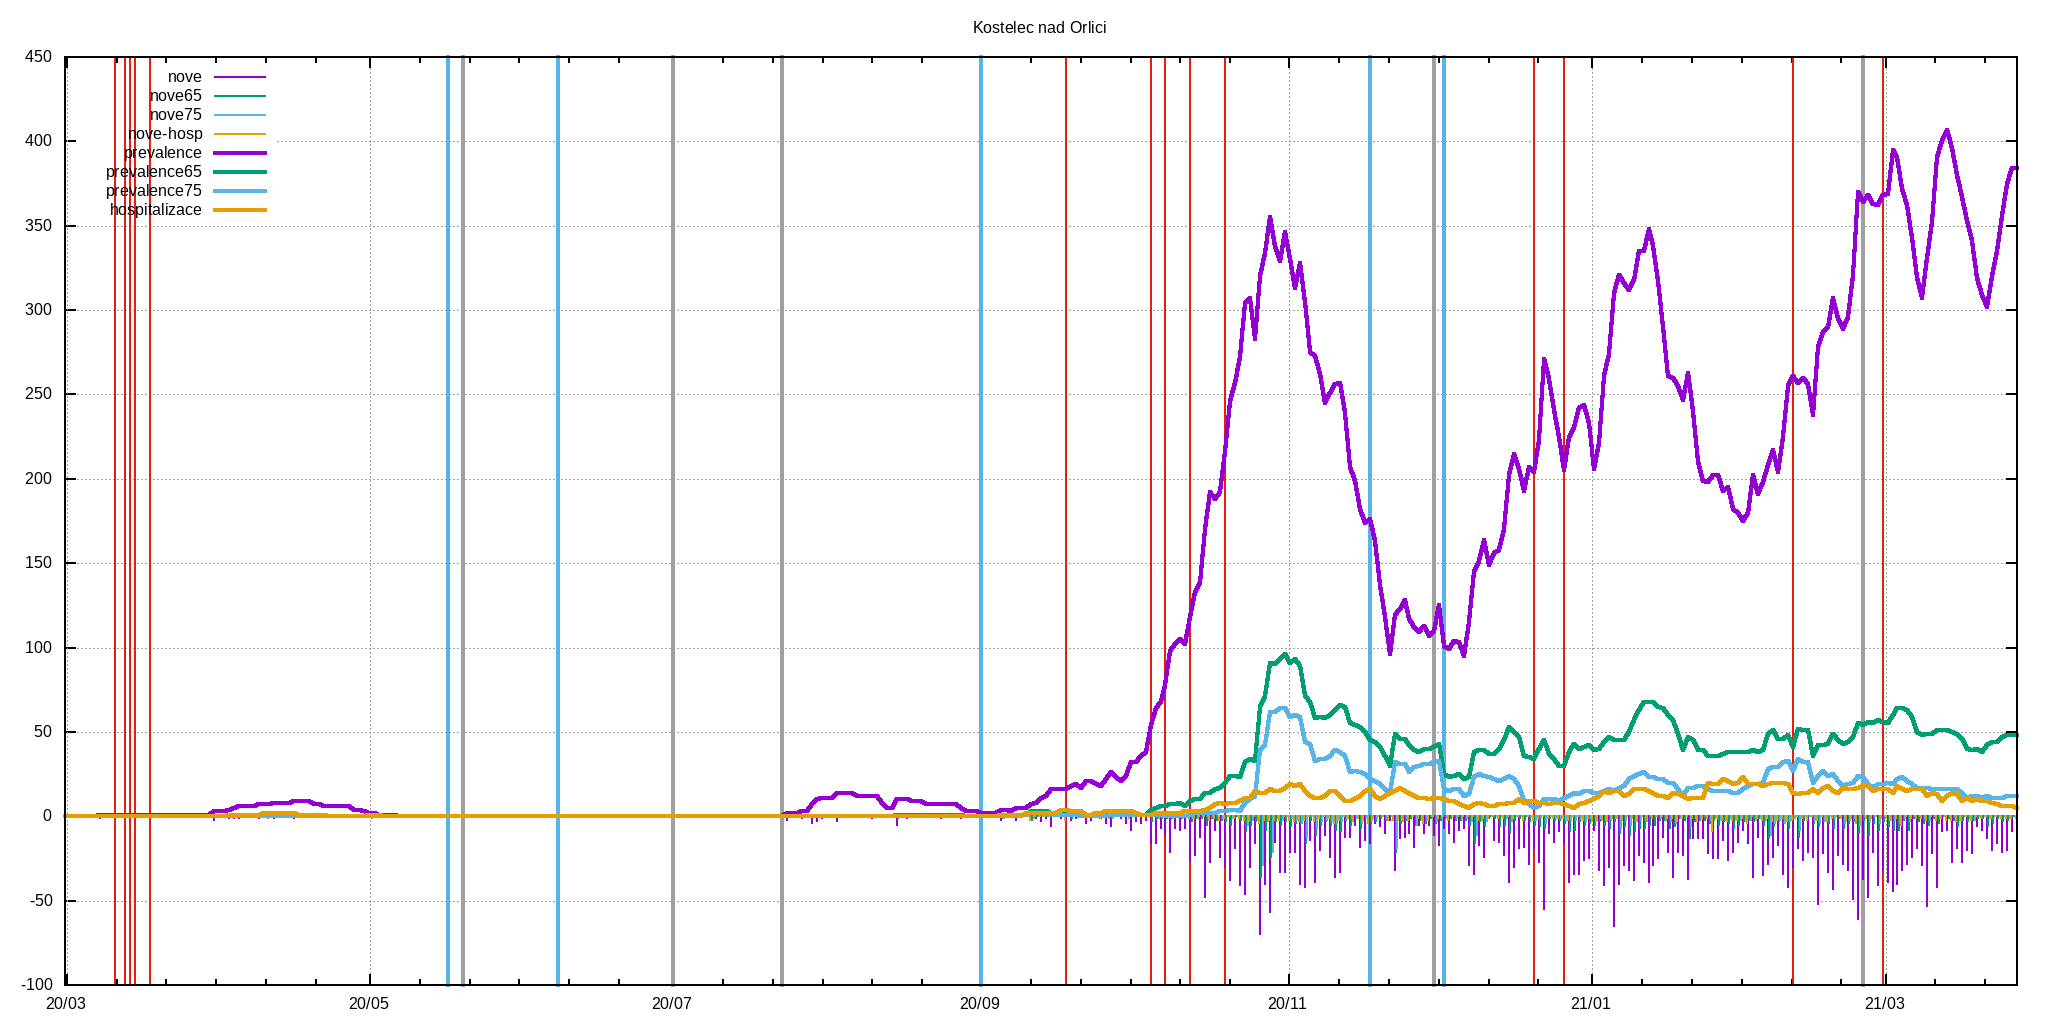 Kostelec nad Orlici
450
400
350
300
250
200
150
100
50
0
-50
-100
nove
nove65
nove75
nove-hosp
prevalence
prevalence65
prevalence75
hospitalizace
20/03 20/05 20/07 20/09 20/11 21/01 21/03